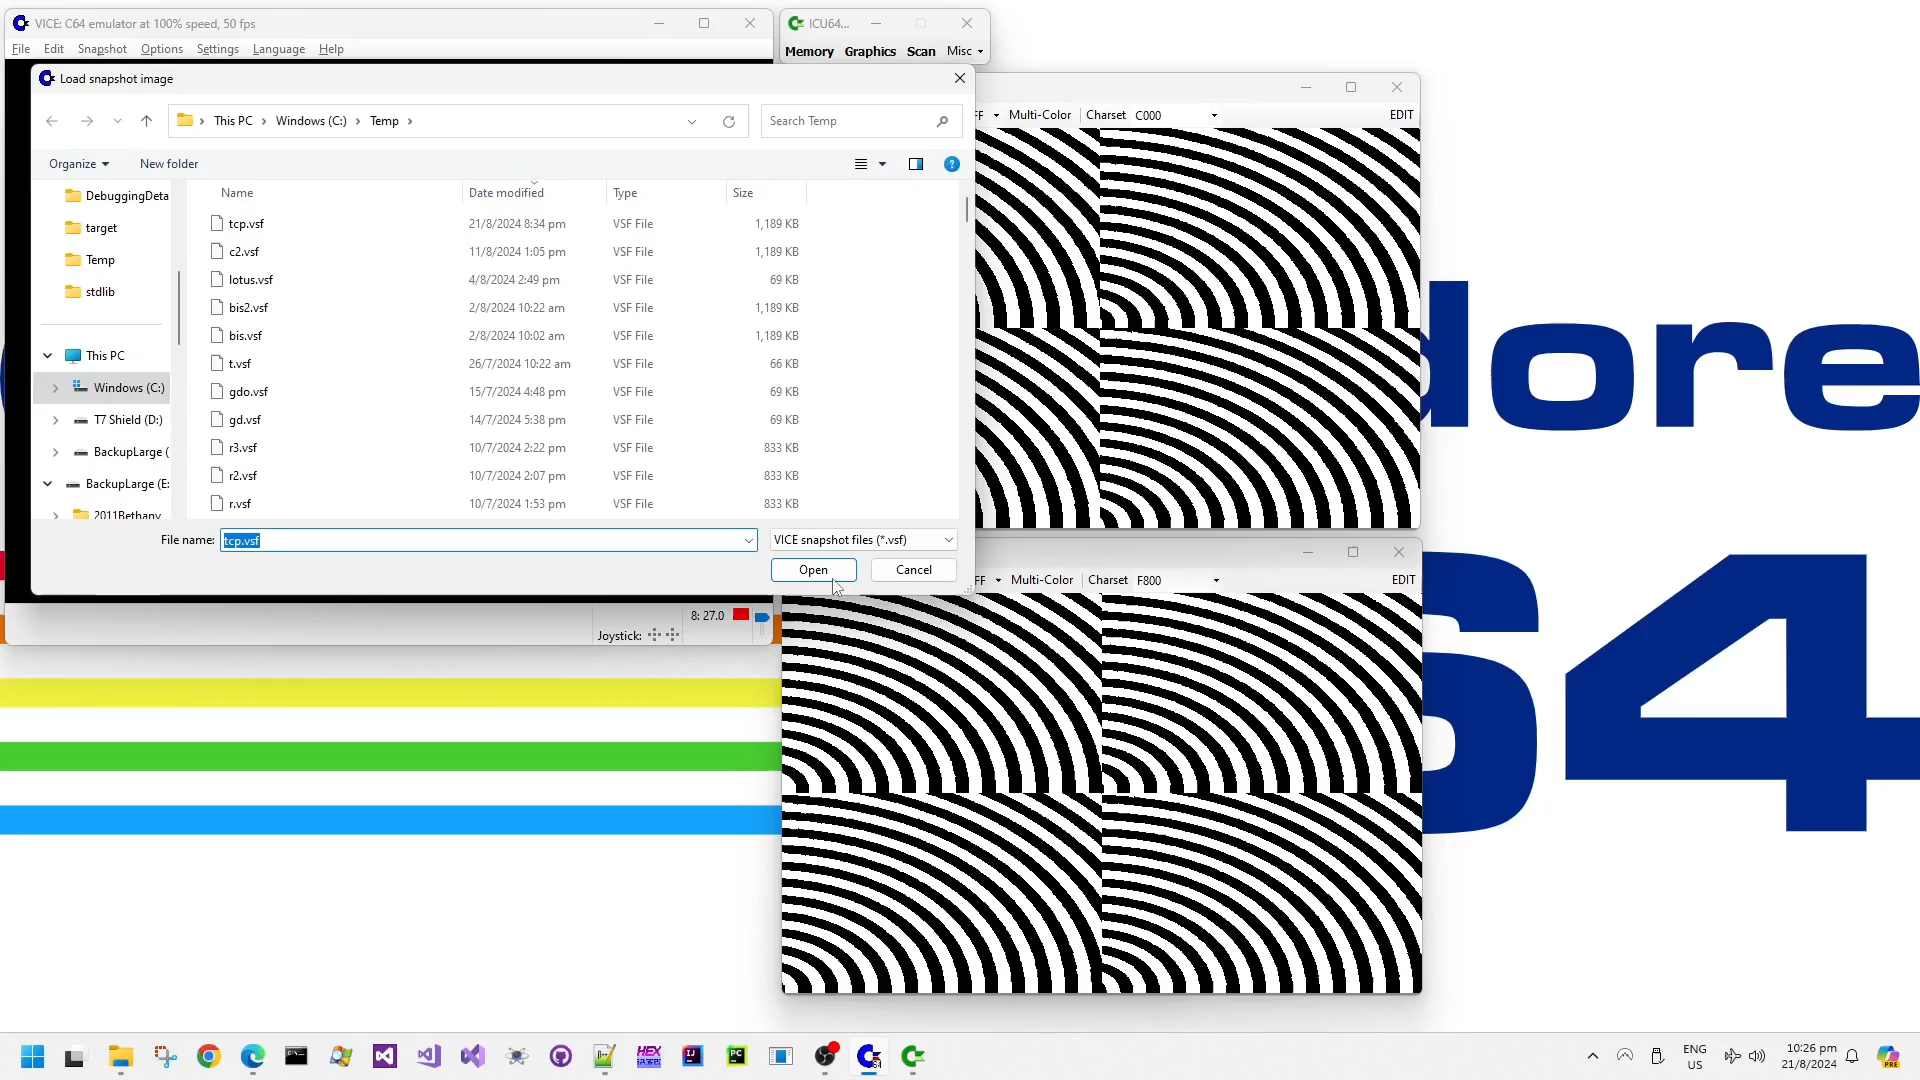 VICE: C64 emulator at 100% speed, 50 fps
File Edit Snapshot Options Settings Language Help
ICU64...
Memory Graphics Scan Misc
Load snapshot image
This PC > Windows (C:) > Temp >
Search Temp
Organize
New folder
Name
Date modified
Type
Size
DebuggingDeta
target
Temp
stdlib
This PC
Windows (C:)
T7 Shield (D:)
BackupLarge (
BackupLarge (E:
2011Bethany
tcp.vsf 21/8/2024 8:34 pm VSF File 1,189 KB
c2.vsf 11/8/2024 1:05 pm VSF File 1,189 KB
lotus.vsf 4/8/2024 2:49 pm VSF File 69 KB
bis2.vsf 2/8/2024 10:22 am VSF File 1,189 KB
bis.vsf 2/8/2024 10:02 am VSF File 1,189 KB
t.vsf 26/7/2024 10:22 am VSF File 66 KB
gdo.vsf 15/7/2024 4:48 pm VSF File 69 KB
gd.vsf 14/7/2024 5:38 pm VSF File 69 KB
r3.vsf 10/7/2024 2:22 pm VSF File 833 KB
r2.vsf 10/7/2024 2:07 pm VSF File 833 KB
r.vsf 10/7/2024 1:53 pm VSF File 833 KB
File name: tcp.vsf
VICE snapshot files (*.vsf)
Open
Cancel
8: 27.0
Joystick:
FF Multi-Color Charset C000 EDIT
FF Multi-Color Charset F800 EDIT
dore
64
HEX
IJ
PC
64
ENG
US
10:26 pm
21/8/2024
PRE